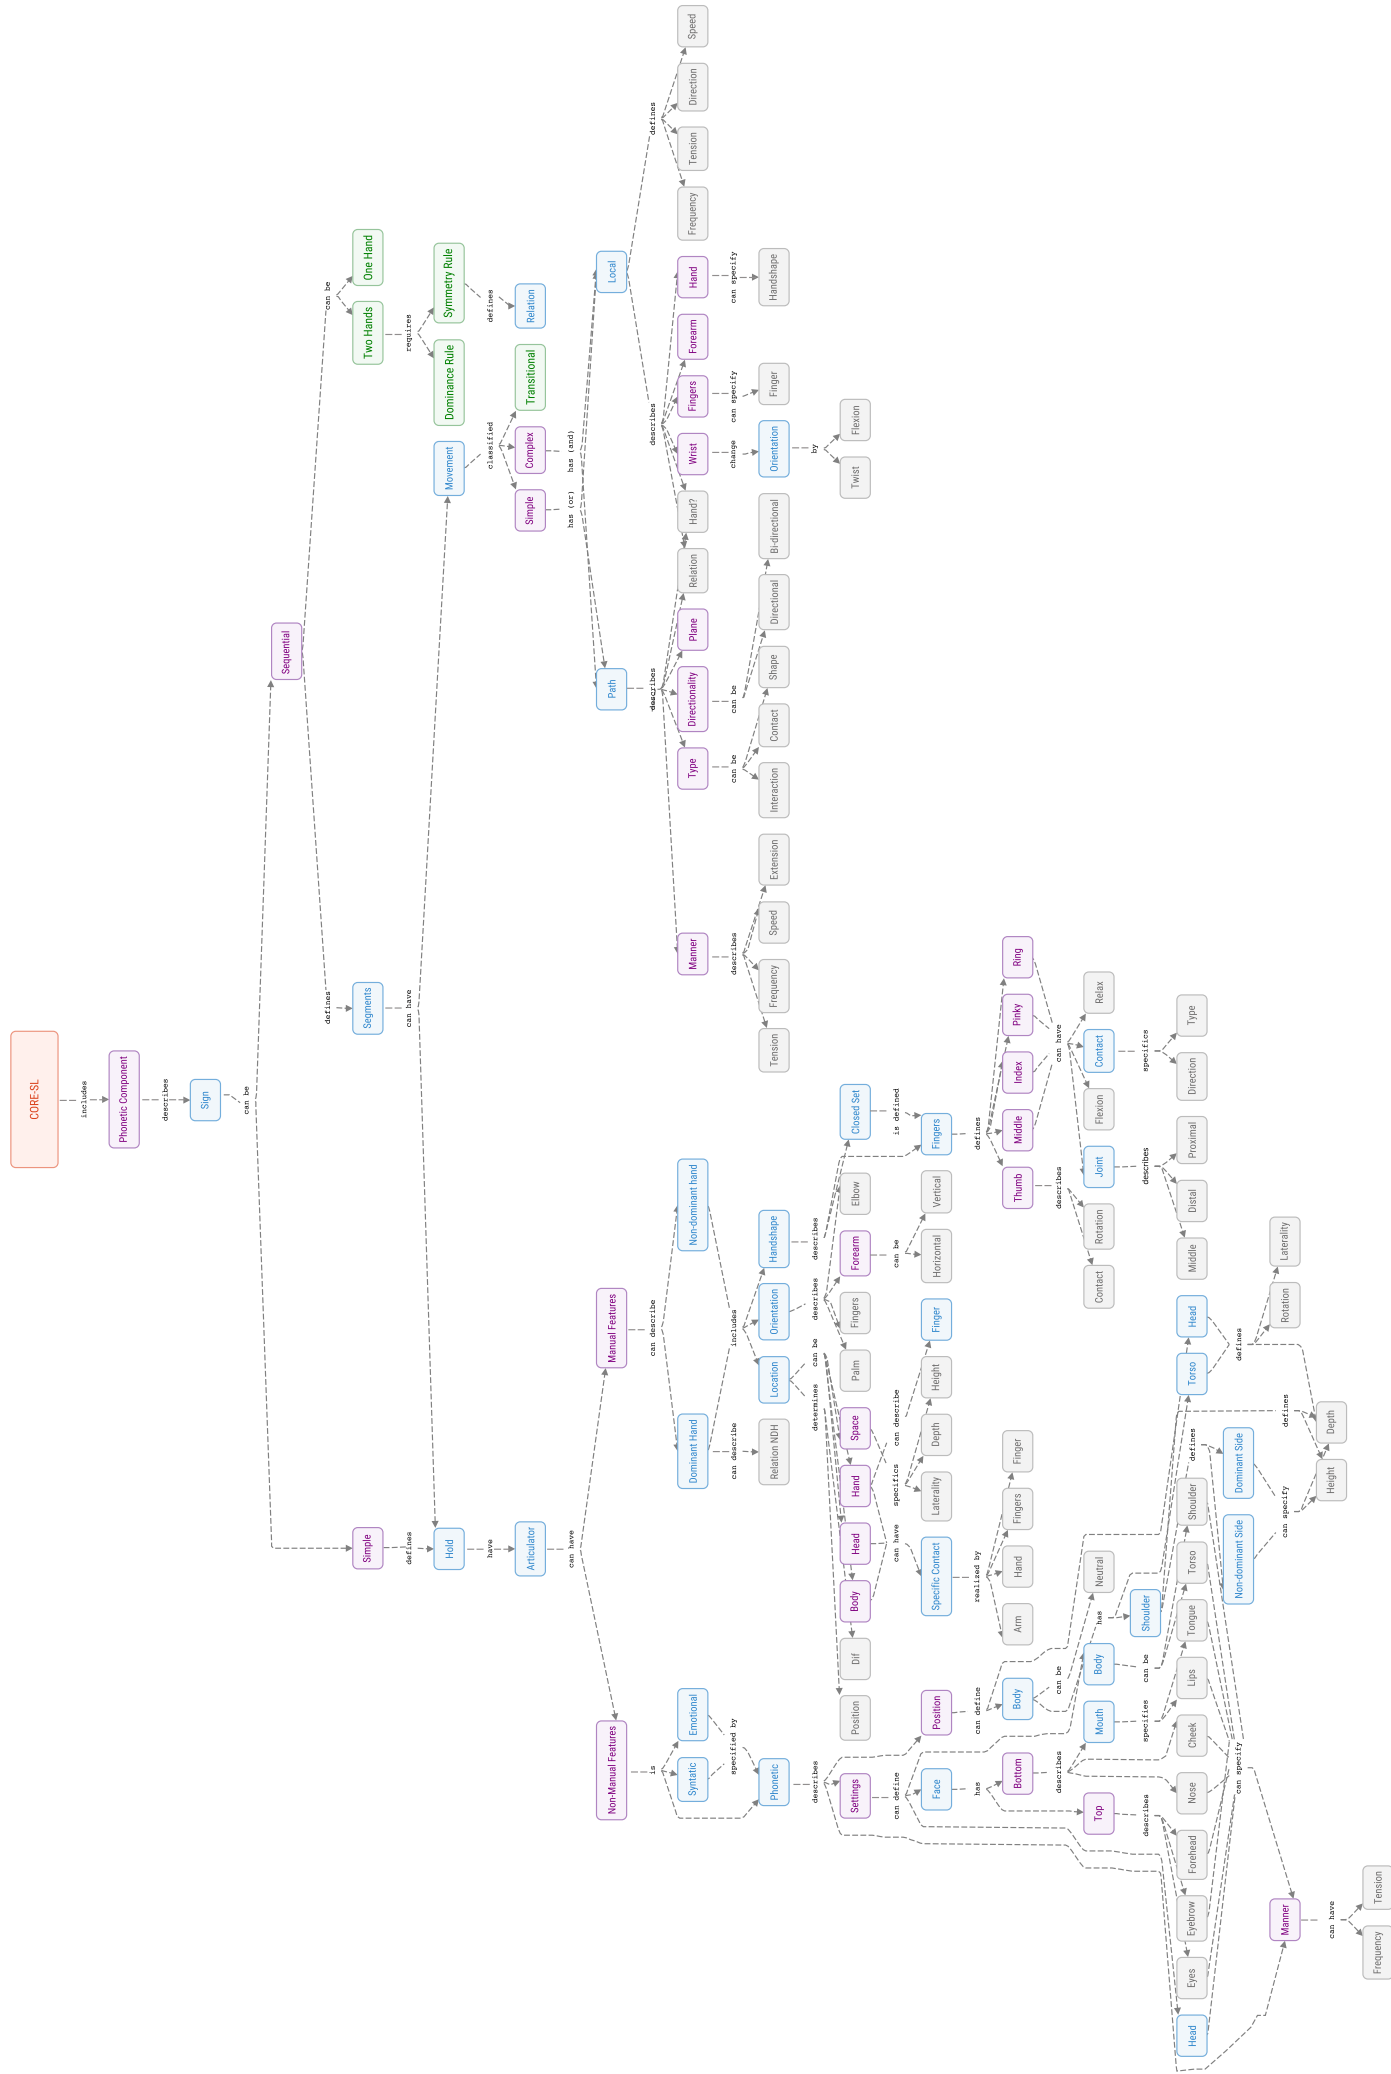 CORE-SL
includes
Phonetic Component
describes
Sign
can be
Sequential
can be
defines
One Hand
Two Hands
Segments
Simple
requires
can have
defines
Symmetry Rule
Dominance Rule
Movement
Hold
defines
classified
have
Relation
Transitional
Complex
Simple
Articulator
has (and)
has (or)
can have
Local
Path
Manual Features
Non-Manual Features
defines
describes
describes
can describe
is
Speed
Direction
Tension
Frequency
Hand
Forearm
Fingers
Wrist
Hand?
Relation
Plane
Directionality
Type
Manner
Non-dominant hand
Dominant Hand
Emotional
Syntatic
can specify
can specify
change
can be
can be
describes
includes
can describe
specified by
Handshape
Finger
Orientation
Bi-directional
Directional
Shape
Contact
Interaction
Extension
Speed
Frequency
Tension
Handshape
Orientation
Location
Relation NDH
Phonetic
by
describes
describes
can be
determines
describes
Flexion
Twist
Closed Set
Elbow
Forearm
Fingers
Palm
Space
Hand
Head
Body
Dif
Position
Settings
is defined
can be
can describe
specifics
can have
can define
Fingers
Vertical
Horizontal
Finger
Height
Depth
Laterality
Specific Contact
Position
Face
defines
realized by
can define
has
Ring
Pinky
Index
Middle
Thumb
Finger
Fingers
Hand
Arm
Body
Bottom
can have
describes
can be
describes
Relax
Contact
Flexion
Joint
Rotation
Contact
Neutral
Body
Mouth
Top
has
specifics
describes
Shoulder
can be
specifies
describes
Type
Direction
Proximal
Distal
Middle
Head
Torso
Shoulder
Torso
Tongue
Lips
Cheek
Nose
Forehead
Eyebrow
Eyes
Head
defines
defines
Dominant Side
Non-dominant Side
can specify
Laterality
Rotation
defines
can specify
Manner
Depth
Height
can have
Tension
Frequency